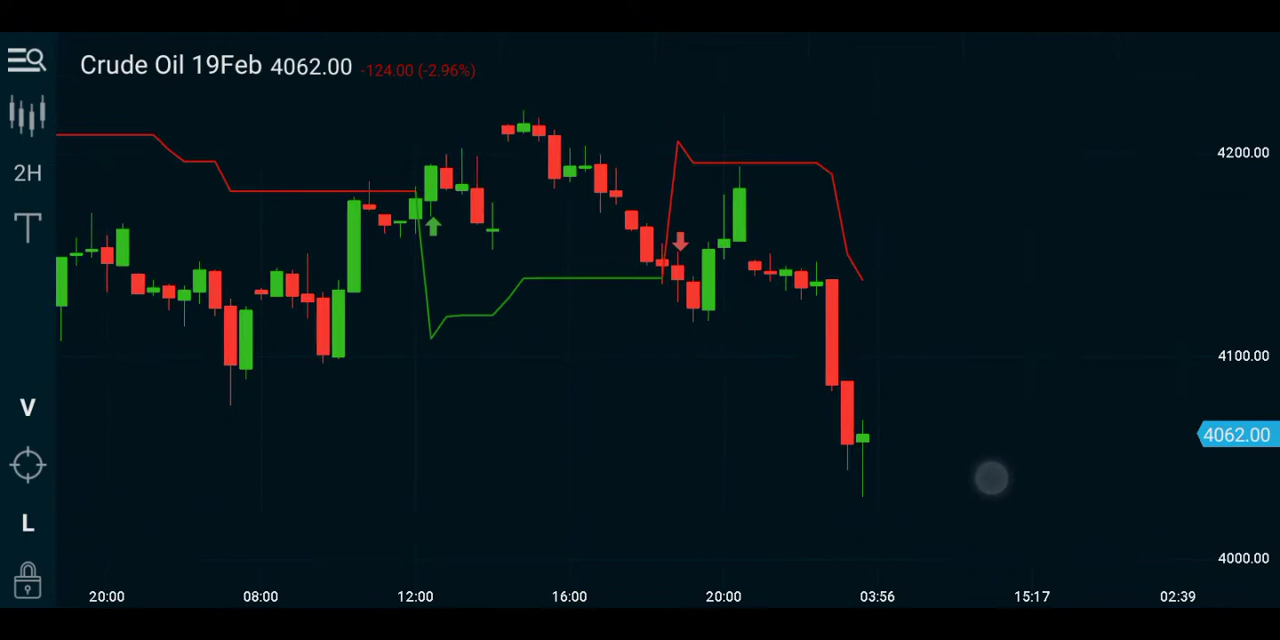 Crude Oil 19Feb 4062.00 -124.00 (-2.96%)
2H
T
V
L
4200.00
4100.00
4062.00
4000.00
20:00 08:00 12:00 16:00 20:00 03:56 15:17 02:39